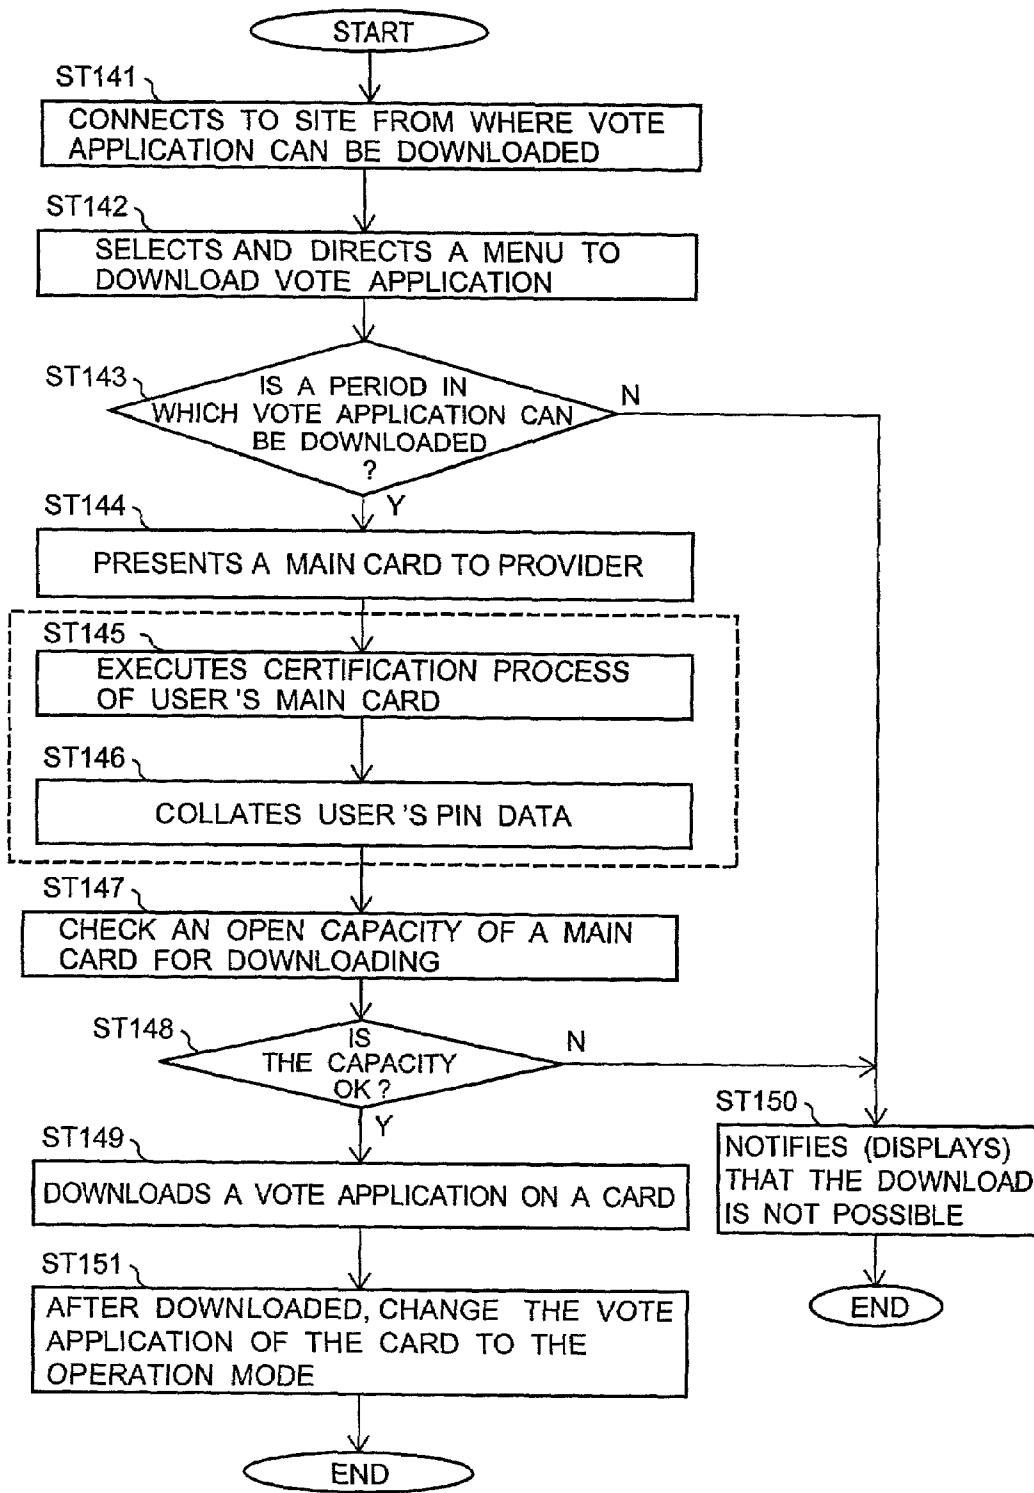 START
ST141
CONNECTS TO SITE FROM WHERE VOTE
APPLICATION CAN BE DOWNLOADED
ST142
SELECTS AND DIRECTS A MENU TO
DOWNLOAD VOTE APPLICATION
ST143
IS A PERIOD IN
WHICH VOTE APPLICATION CAN
BE DOWNLOADED
?
N
Y
ST144
PRESENTS A MAIN CARD TO PROVIDER
ST145
EXECUTES CERTIFICATION PROCESS
OF USER'S MAIN CARD
ST146
COLLATES USER'S PIN DATA
ST147
CHECK AN OPEN CAPACITY OF A MAIN
CARD FOR DOWNLOADING
ST148
IS
THE CAPACITY
OK?
N
Y
ST149
DOWNLOADS A VOTE APPLICATION ON A CARD
ST150
NOTIFIES (DISPLAYS)
THAT THE DOWNLOAD
IS NOT POSSIBLE
END
ST151
AFTER DOWNLOADED, CHANGE THE VOTE
APPLICATION OF THE CARD TO THE
OPERATION MODE
END